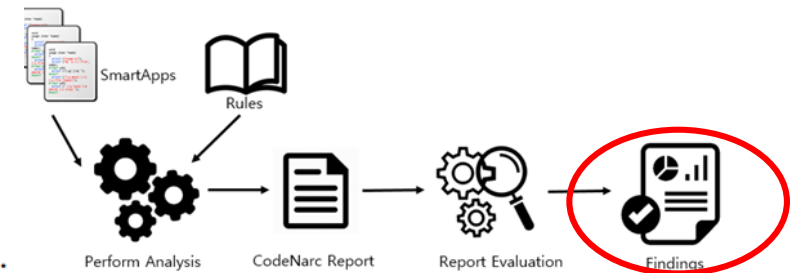 SmartApps
Rules
Perform Analysis
CodeNarc Report
Report Evaluation
Findings